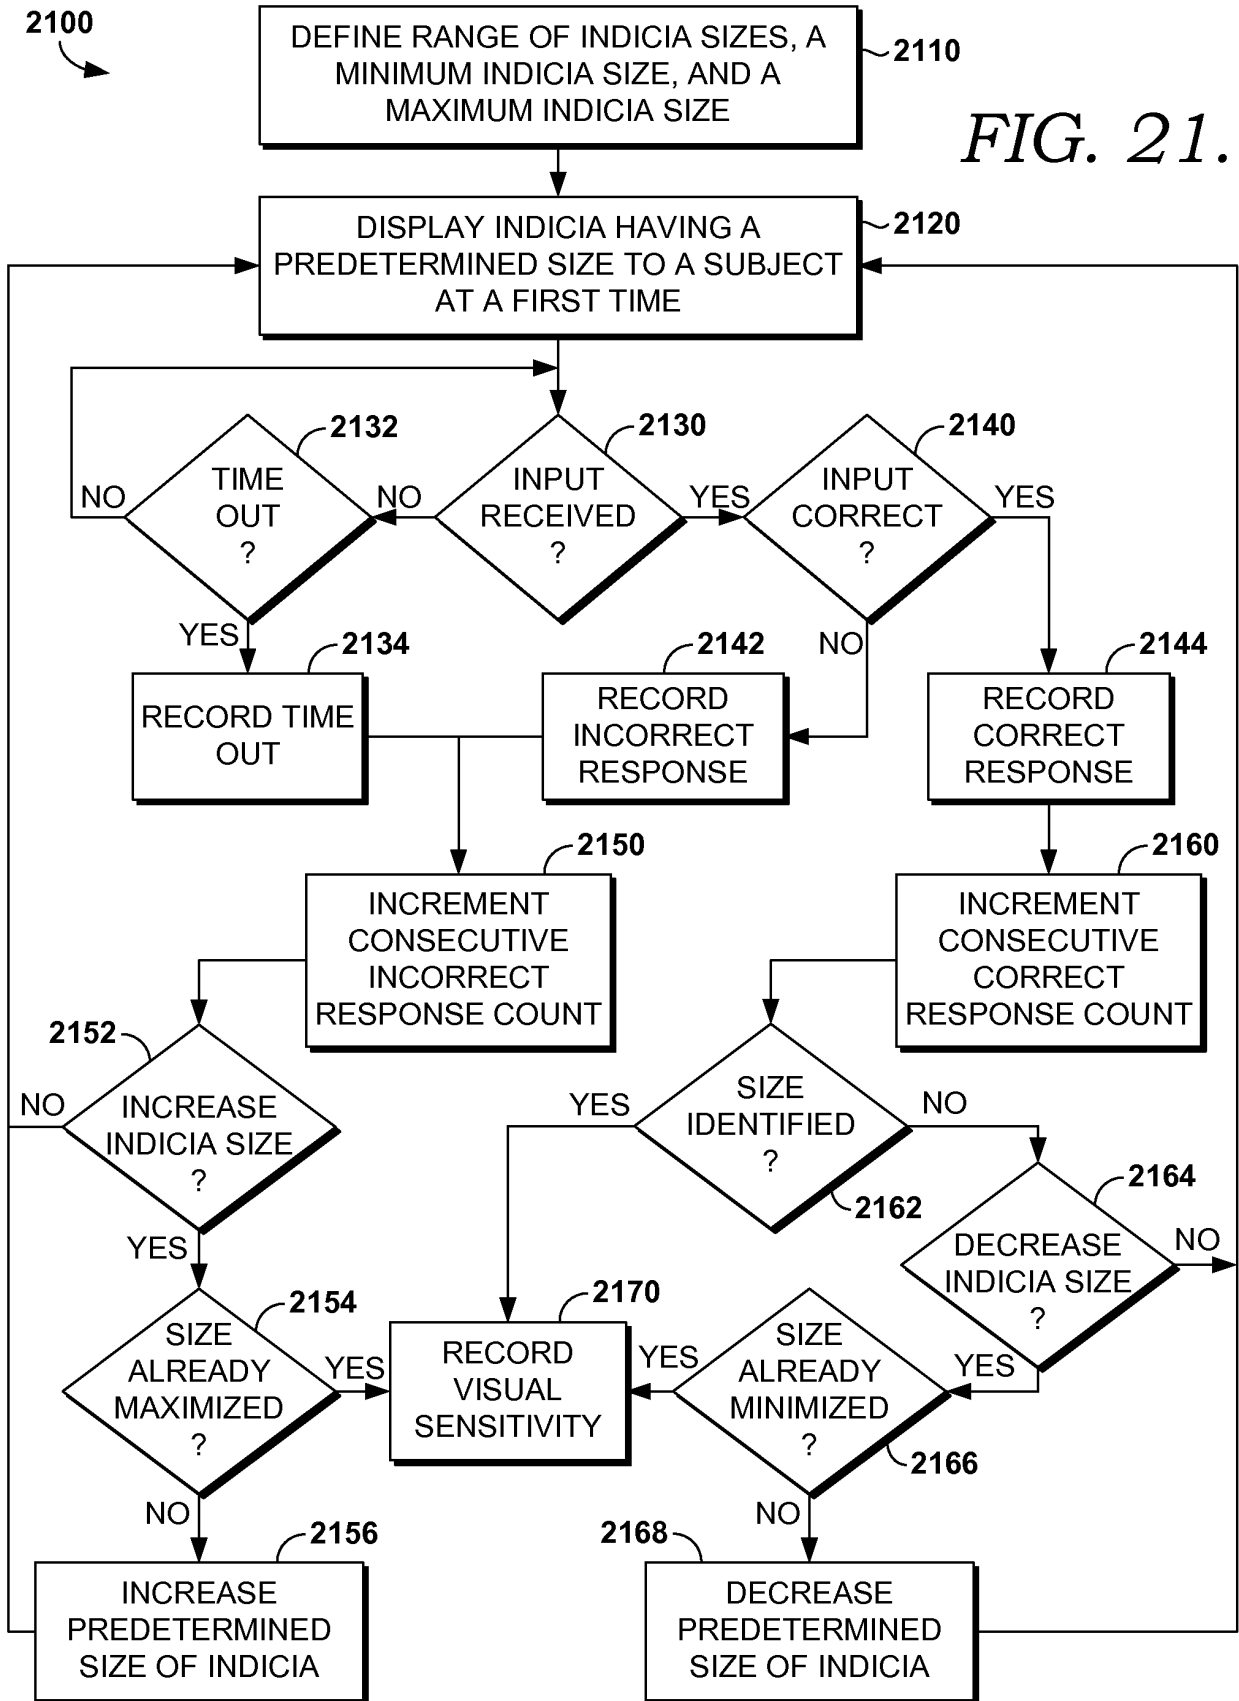 2100
DEFINE RANGE OF INDICIA SIZES, A
MINIMUM INDICIA SIZE, AND A
MAXIMUM INDICIA SIZE
2110
FIG. 21.
DISPLAY INDICIA HAVING A
PREDETERMINED SIZE TO A SUBJECT
AT A FIRST TIME
2120
2132
TIME
OUT
?
NO
YES
2130
INPUT
RECEIVED
?
NO
YES
2140
INPUT
CORRECT
?
YES
NO
2134
RECORD TIME
OUT
2142
RECORD
INCORRECT
RESPONSE
2144
RECORD
CORRECT
RESPONSE
2150
INCREMENT
CONSECUTIVE
INCORRECT
RESPONSE COUNT
2160
INCREMENT
CONSECUTIVE
CORRECT
RESPONSE COUNT
2152
NO
INCREASE
INDICIA SIZE
?
YES
YES
SIZE
IDENTIFIED
?
NO
2162
2164
DECREASE
INDICIA SIZE
?
NO
YES
2154
SIZE
ALREADY
MAXIMIZED
?
YES
NO
2170
RECORD
VISUAL
SENSITIVITY
YES
SIZE
ALREADY
MINIMIZED
?
2166
NO
2156
INCREASE
PREDETERMINED
SIZE OF INDICIA
2168
DECREASE
PREDETERMINED
SIZE OF INDICIA